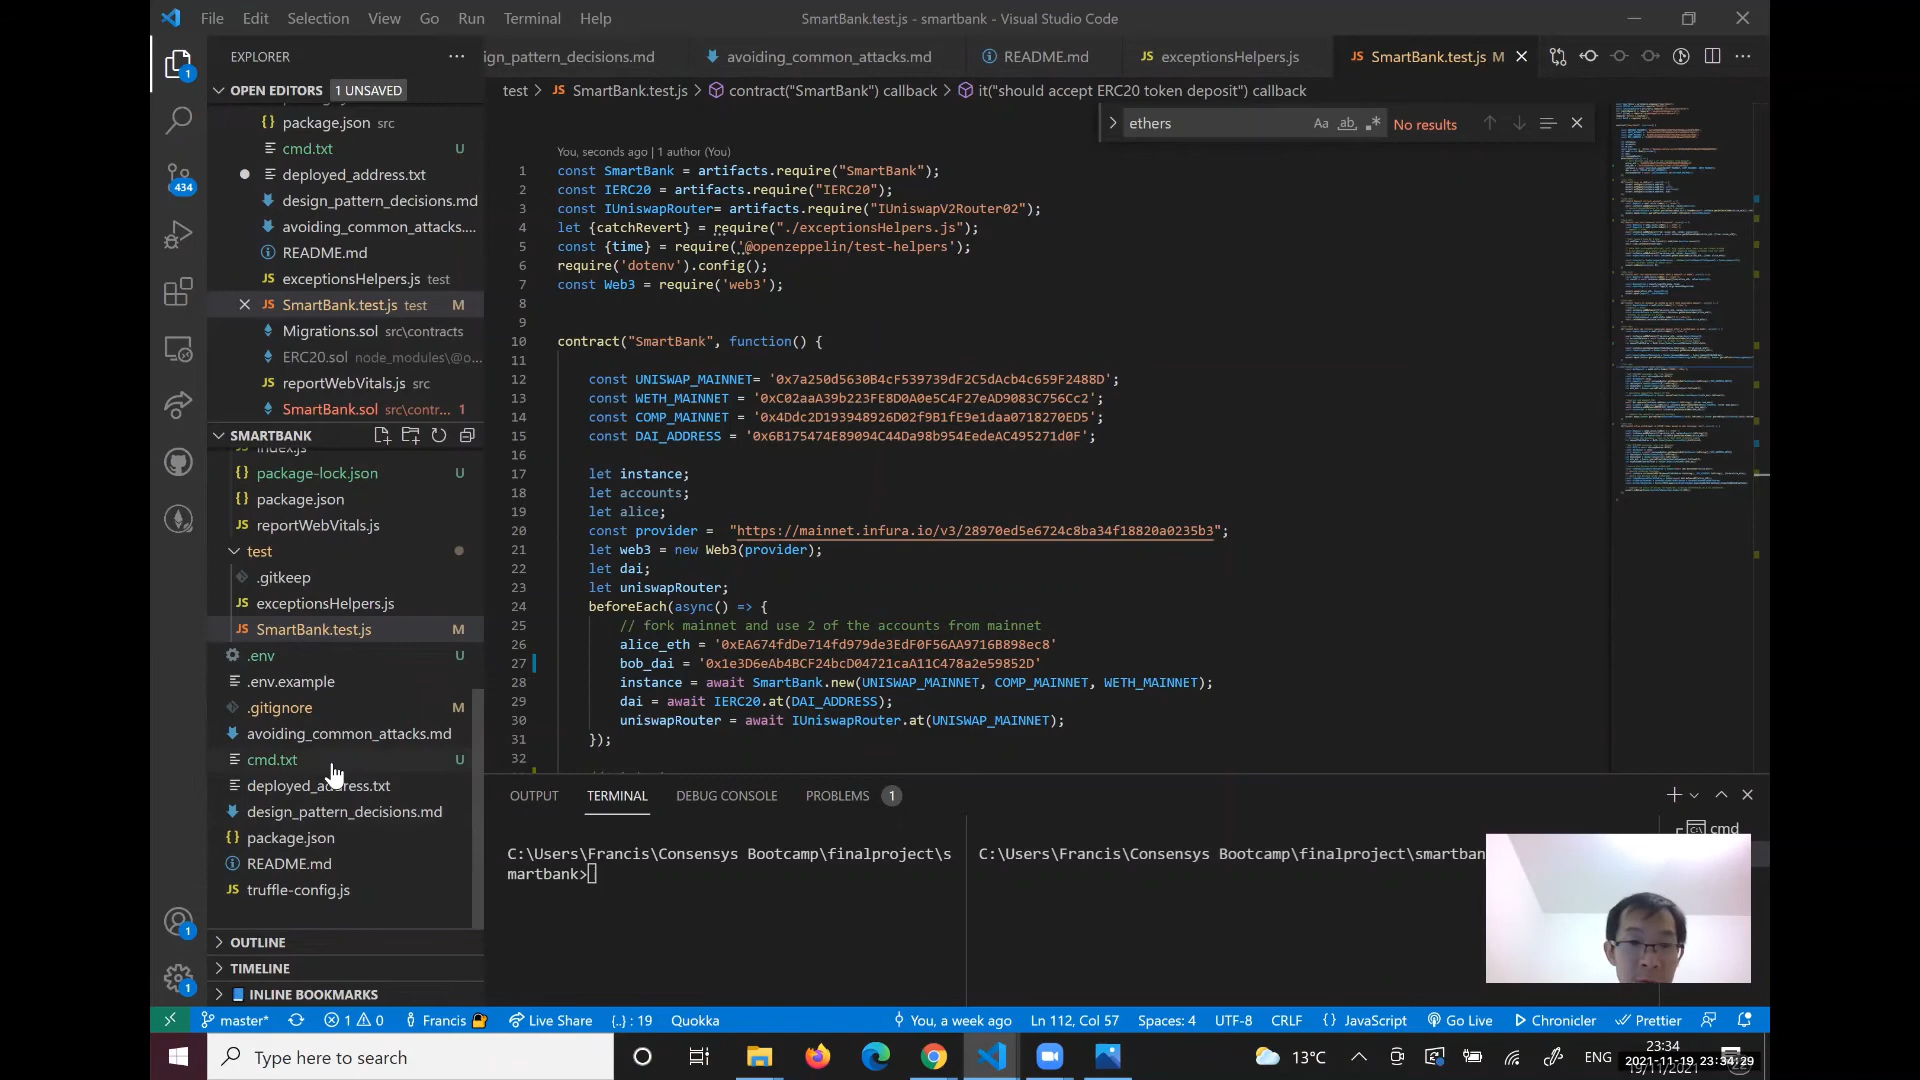 File Edit Selection View Go Run Terminal Help
SmartBank.test.js - smartbank - Visual Studio Code
EXPLORER
ign_pattern_decisions.md
avoiding_common_attacks.md
README.md
exceptionsHelpers.js
SmartBank.test.js M
OPEN EDITORS 1 UNSAVED
test > SmartBank.test.js > contract("SmartBank") callback > it("should accept ERC20 token deposit") callback
package.json src
cmd.txt U
deployed_address.txt
design_pattern_decisions.md
avoiding_common_attacks....
README.md
exceptionsHelpers.js test
SmartBank.test.js test M
Migrations.sol src\contracts
ERC20.sol node_modules\@o...
reportWebVitals.js src
SmartBank.sol src\contr... 1
SMARTBANK
index.js
package-lock.json U
package.json
reportWebVitals.js
test
.gitkeep
exceptionsHelpers.js
SmartBank.test.js M
.env U
.env.example
.gitignore M
avoiding_common_attacks.md
cmd.txt U
deployed_address.txt
design_pattern_decisions.md
package.json
README.md
truffle-config.js
OUTLINE
TIMELINE
INLINE BOOKMARKS
1
434
1
1
ethers
Aa ab
No results
You, seconds ago | 1 author (You)
1 const SmartBank = artifacts.require("SmartBank");
2 const IERC20 = artifacts.require("IERC20");
3 const IUniswapRouter= artifacts.require("IUniswapV2Router02");
4 let {catchRevert} = require("./exceptionsHelpers.js");
5 const {time} = require('@openzeppelin/test-helpers');
6 require('dotenv').config();
7 const Web3 = require('web3');
8
9
10 contract("SmartBank", function() {
11
12 const UNISWAP_MAINNET= '0x7a250d5630B4cF539739dF2C5dAcb4c659F2488D';
13 const WETH_MAINNET = '0xC02aaA39b223FE8D0A0e5C4F27eAD9083C756Cc2';
14 const COMP_MAINNET = '0x4Ddc2D193948926D02f9B1fE9e1daa0718270ED5';
15 const DAI_ADDRESS = '0x6B175474E89094C44Da98b954EedeAC495271d0F';
16
17 let instance;
18 let accounts;
19 let alice;
20 const provider = "https://mainnet.infura.io/v3/28970ed5e6724c8ba34f18820a0235b3";
21 let web3 = new Web3(provider);
22 let dai;
23 let uniswapRouter;
24 beforeEach(async() => {
25 // fork mainnet and use 2 of the accounts from mainnet
26 alice_eth = '0xEA674fdDe714fd979de3EdF0F56AA9716B898ec8'
27 bob_dai = '0x1e3D6eAb4BCF24bcD04721caA11C478a2e59852D'
28 instance = await SmartBank.new(UNISWAP_MAINNET, COMP_MAINNET, WETH_MAINNET);
29 dai = await IERC20.at(DAI_ADDRESS);
30 uniswapRouter = await IUniswapRouter.at(UNISWAP_MAINNET);
31 });
32
OUTPUT TERMINAL DEBUG CONSOLE PROBLEMS 1
cmd
C:\Users\Francis\Consensys Bootcamp\finalproject\s
martbank>
C:\Users\Francis\Consensys Bootcamp\finalproject\smartban
master* 1 0 Francis Live Share {..} : 19 Quokka
You, a week ago Ln 112, Col 57 Spaces: 4 UTF-8 CRLF JavaScript Go Live Chronicler Prettier
Type here to search
13°C
ENG
23:34
2021-11-19, 23:34:29